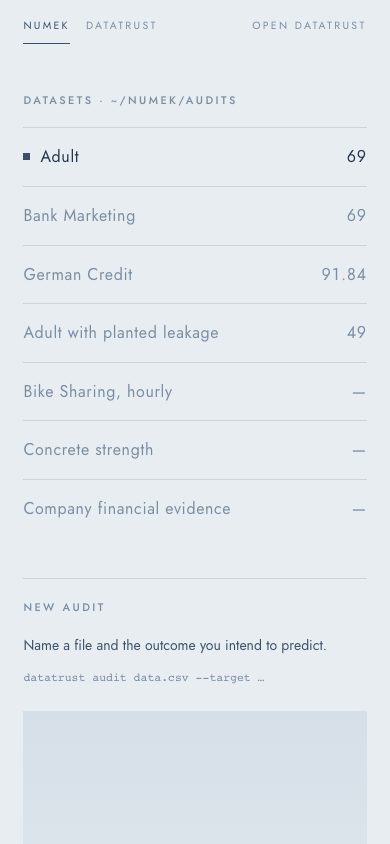 NUMEK DATATRUST OPEN DATATRUST
DATASETS · ~/NUMEK/AUDITS
Adult 69
Bank Marketing 69
German Credit 91.84
Adult with planted leakage 49
Bike Sharing, hourly —
Concrete strength —
Company financial evidence —
NEW AUDIT
Name a file and the outcome you intend to predict.
datatrust audit data.csv --target …